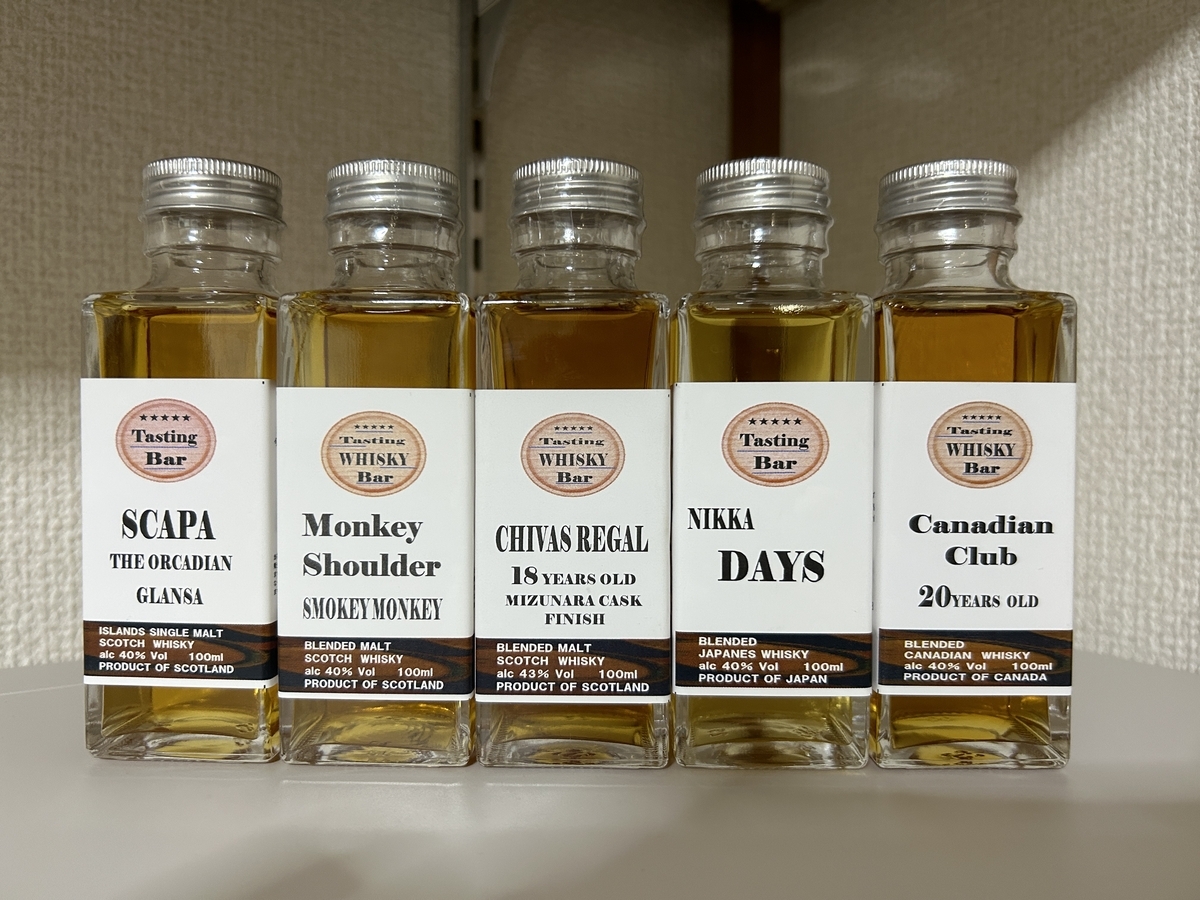 ★★★★★
Tasting
Bar
SCAPA
THE ORCADIAN
GLANSA
ISLANDS SINGLE MALT
SCOTCH WHISKY
alc 40% Vol 100ml
PRODUCT OF SCOTLAND
★★★★★
Tasting
WHISKY
Bar
Monkey
Shoulder
SMOKEY MONKEY
BLENDED MALT
SCOTCH WHISKY
alc 40% Vol 100ml
PRODUCT OF SCOTLAND
★★★★★
Tasting
WHISKY
Bar
CHIVAS REGAL
18 YEARS OLD
MIZUNARA CASK
FINISH
BLENDED MALT
SCOTCH WHISKY
alc 43% Vol 100ml
PRODUCT OF SCOTLAND
★★★★★
Tasting
Bar
NIKKA
DAYS
BLENDED
JAPANES WHISKY
alc 40% Vol 100ml
PRODUCT OF JAPAN
★★★★★
Tasting
WHISKY
Bar
Canadian
Club
20YEARS OLD
BLENDED
CANADIAN WHISKY
alc 40% Vol 100ml
PRODUCT OF CANADA